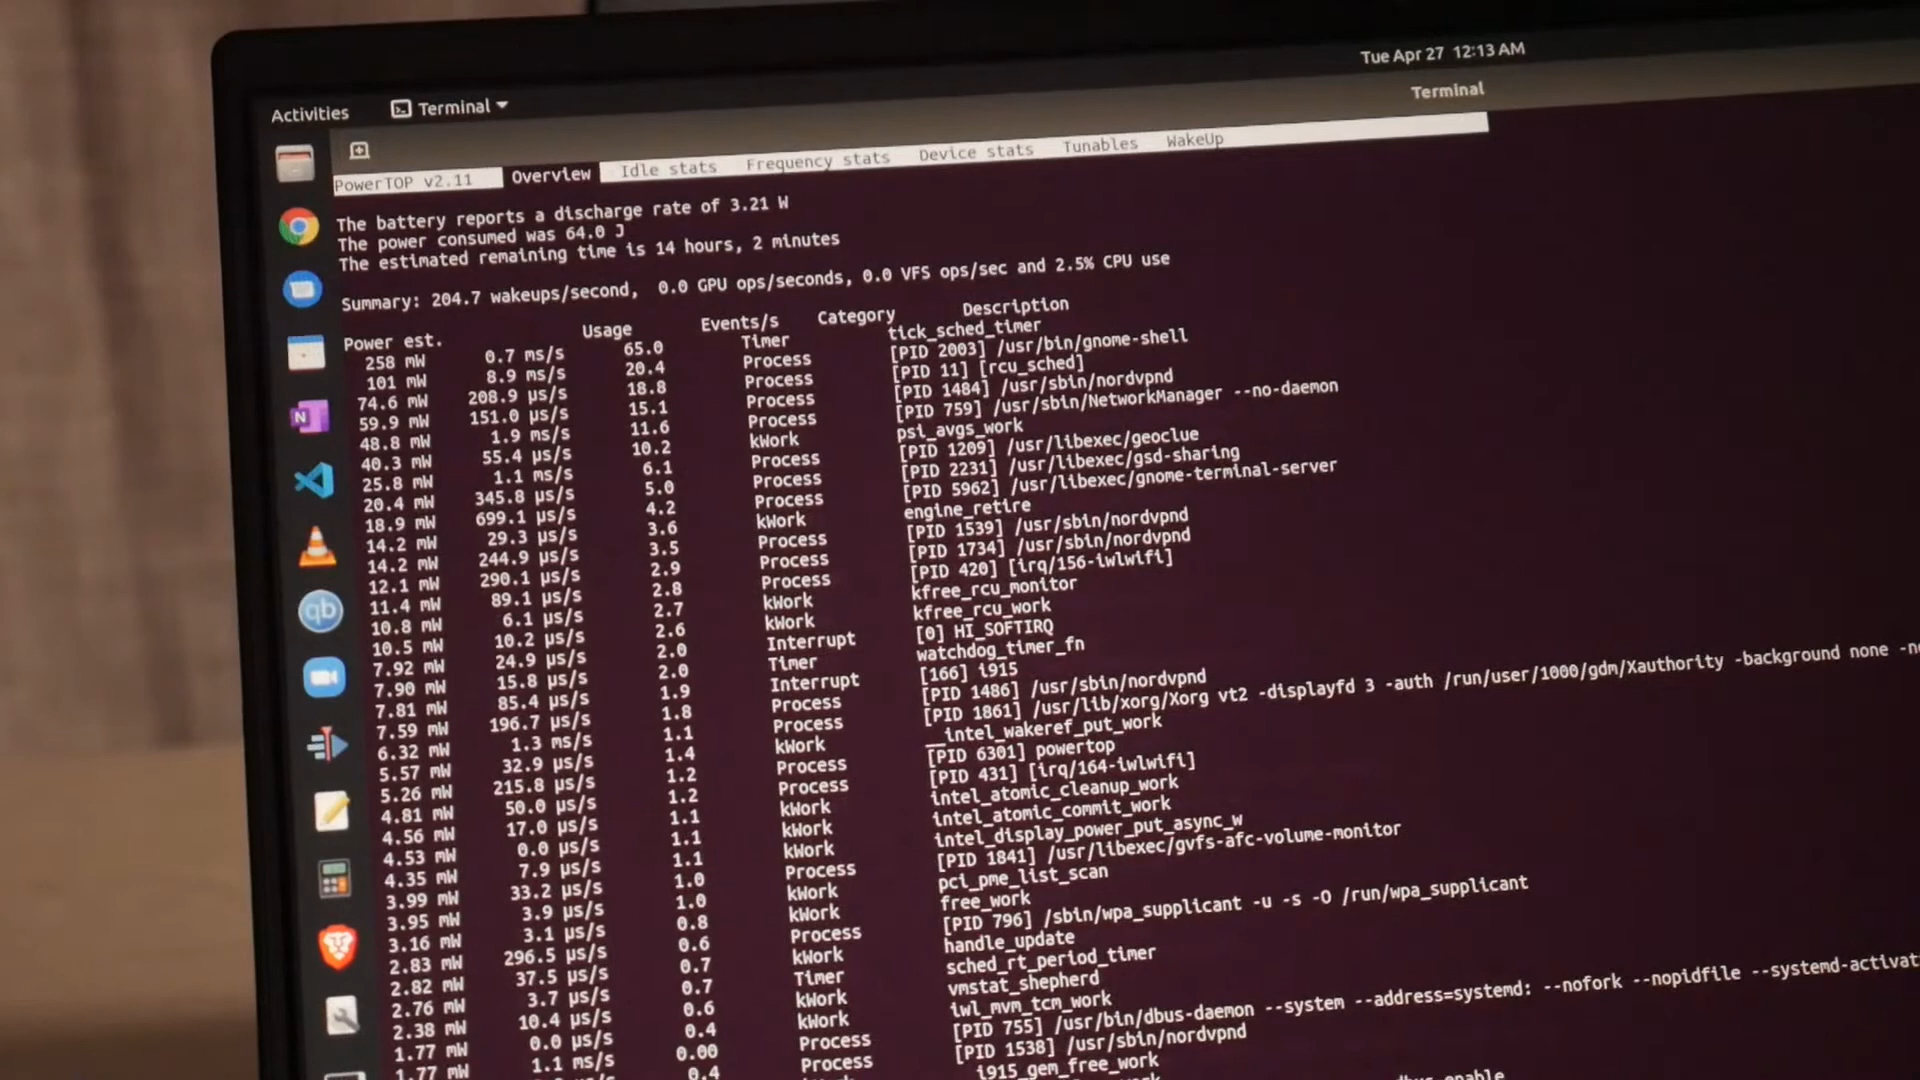 Tue Apr 27 12:13 AM
Activities Terminal
Terminal
PowerTOP v2.11 Overview Idle stats Frequency stats Device stats Tunables WakeUp
The battery reports a discharge rate of 3.21 W
The power consumed was 64.0 J
The estimated remaining time is 14 hours, 2 minutes
Summary: 204.7 wakeups/second, 0.0 GPU ops/seconds, 0.0 VFS ops/sec and 2.5% CPU use
Power est. Usage Events/s Category Description
258 mW 0.7 ms/s 65.0 Timer tick_sched_timer
101 mW 8.9 ms/s 20.4 Process [PID 2003] /usr/bin/gnome-shell
74.6 mW 208.9 µs/s 18.8 Process [PID 11] [rcu_sched]
59.9 mW 151.0 µs/s 15.1 Process [PID 1484] /usr/sbin/nordvpnd
48.8 mW 1.9 ms/s 11.6 Process [PID 759] /usr/sbin/NetworkManager --no-daemon
40.3 mW 55.4 µs/s 10.2 kWork psi_avgs_work
25.8 mW 1.1 ms/s 6.1 Process [PID 1209] /usr/libexec/geoclue
20.4 mW 345.8 µs/s 5.0 Process [PID 2231] /usr/libexec/gsd-sharing
18.9 mW 699.1 µs/s 4.2 Process [PID 5962] /usr/libexec/gnome-terminal-server
14.2 mW 29.3 µs/s 3.6 kWork engine_retire
14.2 mW 244.9 µs/s 3.5 Process [PID 1539] /usr/sbin/nordvpnd
12.1 mW 290.1 µs/s 2.9 Process [PID 1734] /usr/sbin/nordvpnd
11.4 mW 89.1 µs/s 2.8 Process [PID 420] [irq/156-iwlwifi]
10.8 mW 6.1 µs/s 2.7 kWork kfree_rcu_monitor
10.5 mW 10.2 µs/s 2.6 kWork kfree_rcu_work
7.92 mW 24.9 µs/s 2.0 Interrupt [0] HI_SOFTIRQ
7.90 mW 15.8 µs/s 2.0 Timer watchdog_timer_fn
7.81 mW 85.4 µs/s 1.9 Interrupt [166] i915
7.59 mW 196.7 µs/s 1.8 Process [PID 1486] /usr/sbin/nordvpnd
6.32 mW 1.3 ms/s 1.1 Process [PID 1861] /usr/lib/xorg/Xorg vt2 -displayfd 3 -auth /run/user/1000/gdm/Xauthority -background none
5.57 mW 32.9 µs/s 1.4 kWork __intel_wakeref_put_work
5.26 mW 215.8 µs/s 1.2 Process [PID 6301] powertop
4.81 mW 50.0 µs/s 1.2 Process [PID 431] [irq/164-iwlwifi]
4.56 mW 17.0 µs/s 1.1 kWork intel_atomic_cleanup_work
4.53 mW 0.0 µs/s 1.1 kWork intel_atomic_commit_work
4.35 mW 7.9 µs/s 1.1 kWork intel_display_power_put_async_w
3.99 mW 33.2 µs/s 1.0 Process [PID 1841] /usr/libexec/gvfs-afc-volume-monitor
3.95 mW 3.9 µs/s 1.0 kWork pci_pme_list_scan
3.16 mW 3.1 µs/s 0.8 kWork free_work
2.83 mW 296.5 µs/s 0.6 Process [PID 796] /sbin/wpa_supplicant -u -s -O /run/wpa_supplicant
2.82 mW 37.5 µs/s 0.7 kWork handle_update
2.76 mW 3.7 µs/s 0.7 Timer sched_rt_period_timer
2.38 mW 10.4 µs/s 0.6 kWork vmstat_shepherd
1.77 mW 0.0 µs/s 0.4 kWork iwl_mvm_tcm_work
1.77 mW 1.1 ms/s 0.00 Process [PID 755] /usr/bin/dbus-daemon --system --address=systemd: --nofork --nopidfile
0.4 Process [PID 1538] /usr/sbin/nordvpnd
i915_gem_free_work